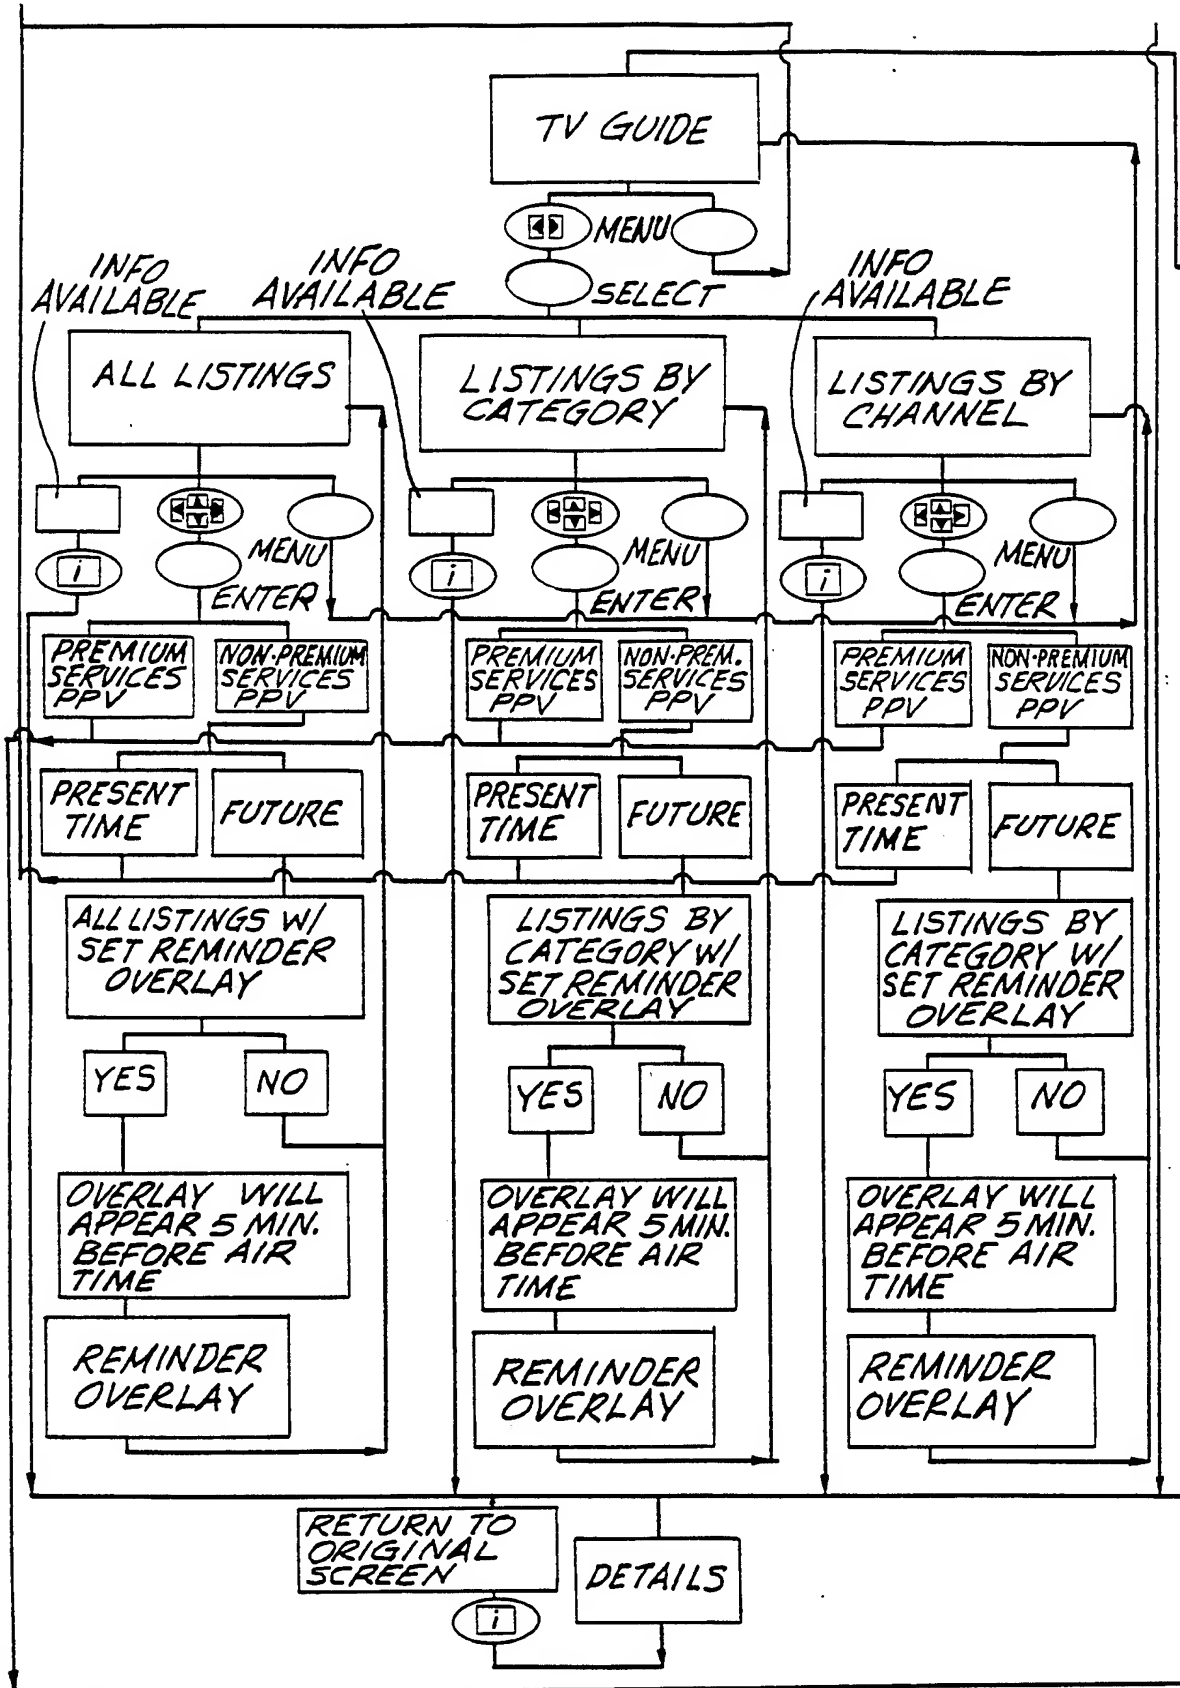 TV GUIDE
MENU
SELECT
INFO
AVAILABLE
INFO
AVAILABLE
INFO
AVAILABLE
ALL LISTINGS
LISTINGS BY
CATEGORY
LISTINGS BY
CHANNEL
i
MENU
ENTER
i
MENU
ENTER
i
MENU
ENTER
PREMIUM
SERVICES
PPV
NON-PREMIUM
SERVICES
PPV
PREMIUM
SERVICES
PPV
NON-PREM.
SERVICES
PPV
PREMIUM
SERVICES
PPV
NON-PREMIUM
SERVICES
PPV
PRESENT
TIME
FUTURE
PRESENT
TIME
FUTURE
PRESENT
TIME
FUTURE
ALL LISTINGS W/
SET REMINDER
OVERLAY
LISTINGS BY
CATEGORY W/
SET REMINDER
OVERLAY
LISTINGS BY
CATEGORY W/
SET REMINDER
OVERLAY
YES
NO
YES
NO
YES
NO
OVERLAY WILL
APPEAR 5 MIN.
BEFORE AIR
TIME
OVERLAY WILL
APPEAR 5 MIN.
BEFORE AIR
TIME
OVERLAY WILL
APPEAR 5 MIN.
BEFORE AIR
TIME
REMINDER
OVERLAY
REMINDER
OVERLAY
REMINDER
OVERLAY
RETURN TO
ORIGINAL
SCREEN
i
DETAILS